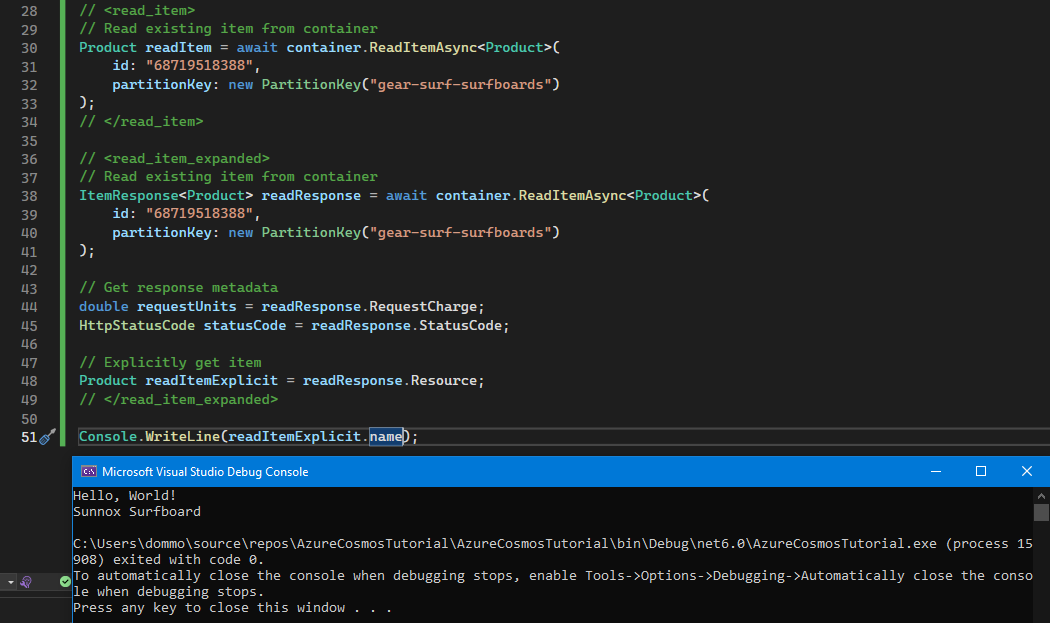 28 // <read_item>
29 // Read existing item from container
30 Product readItem = await container.ReadItemAsync<Product>(
31 id: "68719518388",
32 partitionKey: new PartitionKey("gear-surf-surfboards")
33 );
34 // </read_item>
35
36 // <read_item_expanded>
37 // Read existing item from container
38 ItemResponse<Product> readResponse = await container.ReadItemAsync<Product>(
39 id: "68719518388",
40 partitionKey: new PartitionKey("gear-surf-surfboards")
41 );
42
43 // Get response metadata
44 double requestUnits = readResponse.RequestCharge;
45 HttpStatusCode statusCode = readResponse.StatusCode;
46
47 // Explicitly get item
48 Product readItemExplicit = readResponse.Resource;
49 // </read_item_expanded>
50
51 Console.WriteLine(readItemExplicit.name);
Microsoft Visual Studio Debug Console
Hello, World!
Sunnox Surfboard
C:\Users\dommo\source\repos\AzureCosmosTutorial\AzureCosmosTutorial\bin\Debug\net6.0\AzureCosmosTutorial.exe (process 15
908) exited with code 0.
To automatically close the console when debugging stops, enable Tools->Options->Debugging->Automatically close the conso
le when debugging stops.
Press any key to close this window . . .